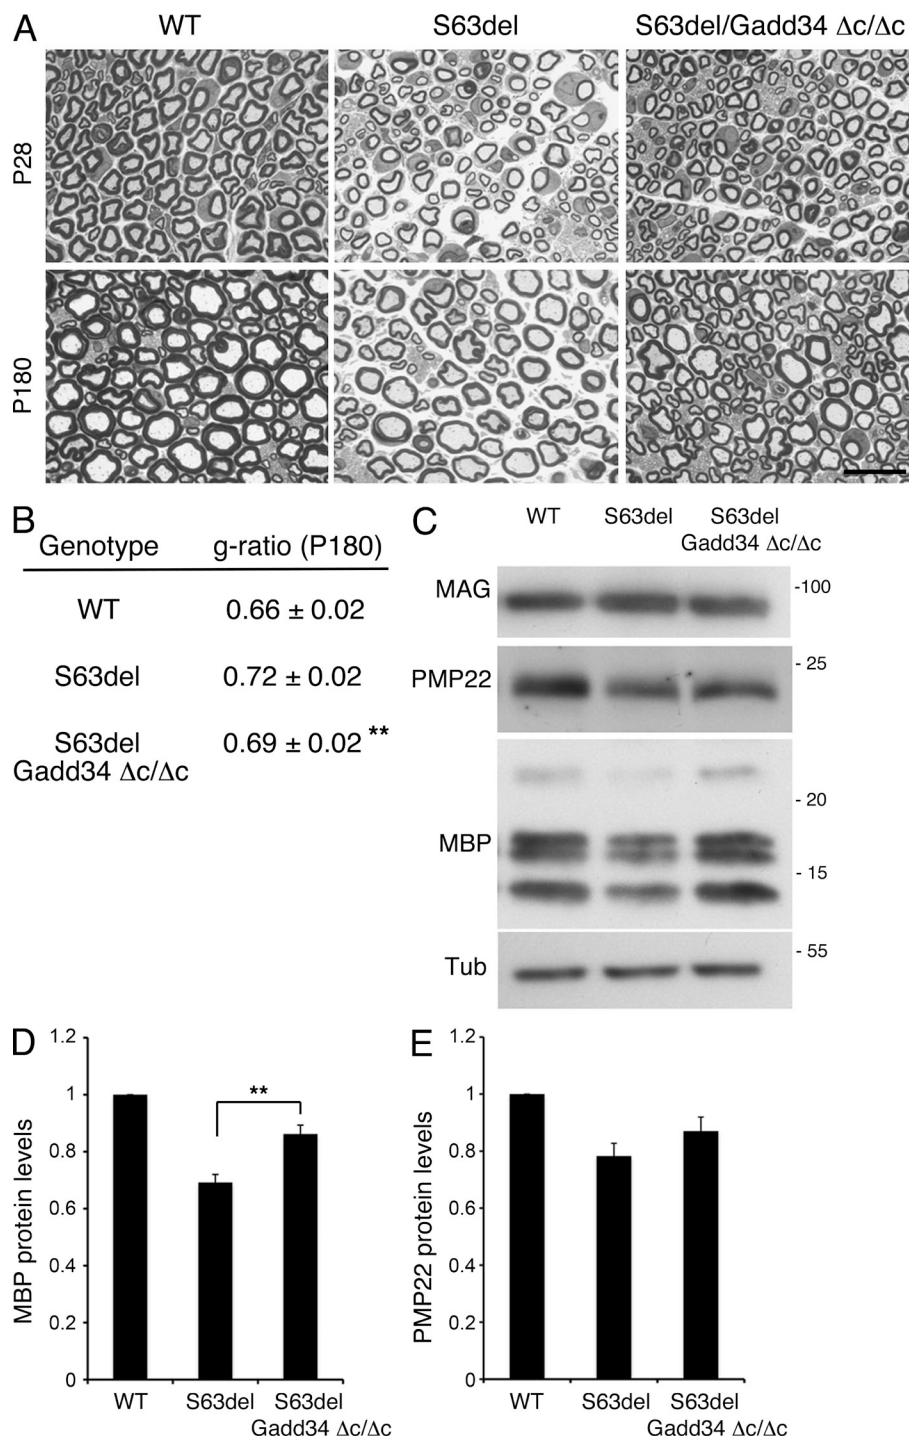 A
WT
S63del
S63del/Gadd34 Δc/Δc
P28
P180
B
Genotype g-ratio (P180)
WT 0.66 ± 0.02
S63del 0.72 ± 0.02
S63del 0.69 ± 0.02 **
Gadd34 Δc/Δc
C
WT S63del S63del
Gadd34 Δc/Δc
MAG -100
PMP22 - 25
MBP - 20
- 15
Tub - 55
D
MBP protein levels
1.2
1
0.8
0.6
0.4
0.2
0
**
WT S63del S63del
Gadd34 Δc/Δc
E
PMP22 protein levels
1.2
1
0.8
0.6
0.4
0.2
0
WT S63del S63del
Gadd34 Δc/Δc